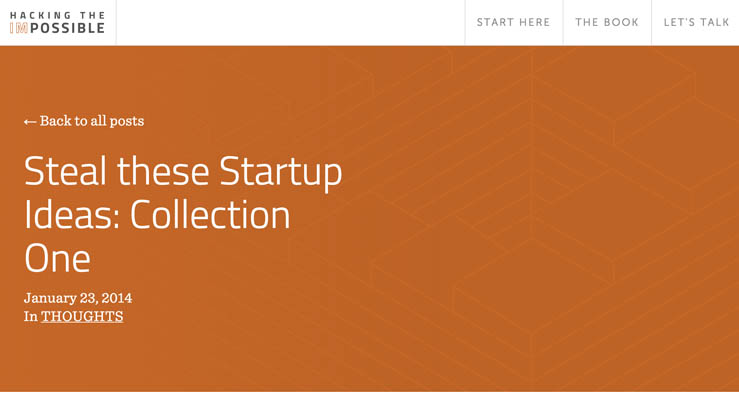 HACKING THE
IMPOSSIBLE
START HERE
THE BOOK
LET'S TALK
← Back to all posts
Steal these Startup
Ideas: Collection
One
January 23, 2014
In THOUGHTS